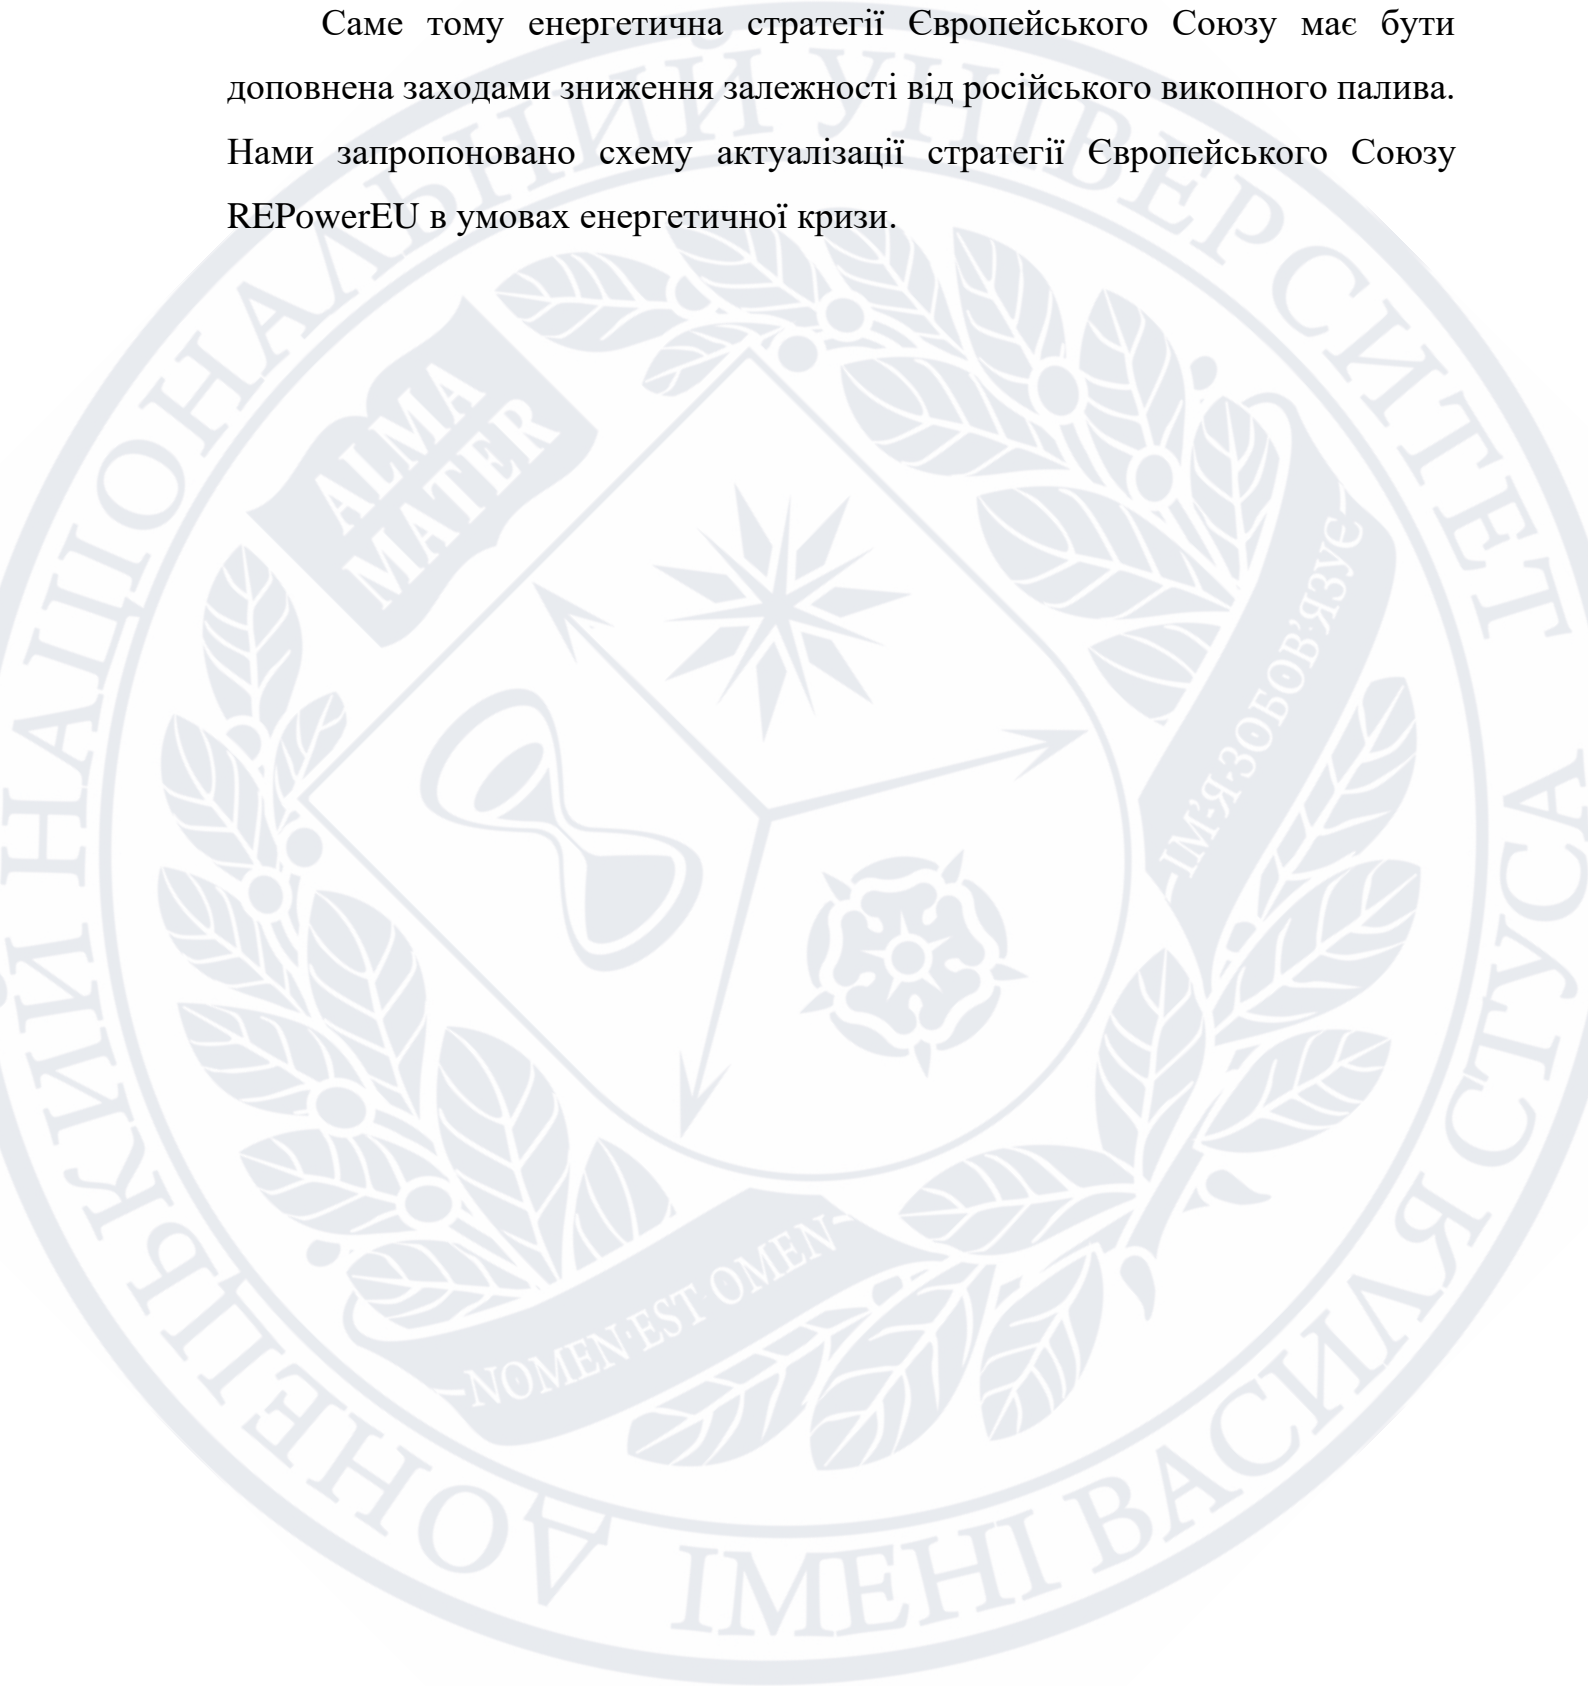 Саме тому енергетична стратегії Європейського Союзу має бути
доповнена заходами зниження залежності від російського викопного палива.
Нами запропоновано схему актуалізації стратегії Європейського Союзу
REPowerEU в умовах енергетичної кризи.
ДОНЕЦЬКИЙ НАЦІОНАЛЬНИЙ УНІВЕРСИТЕТ
ІМЕНІ ВАСИЛЯ СТУСА
ALMA
MATER
ІМ'Я ЗОБОВ'ЯЗУЄ
NOMEN·EST·OMEN